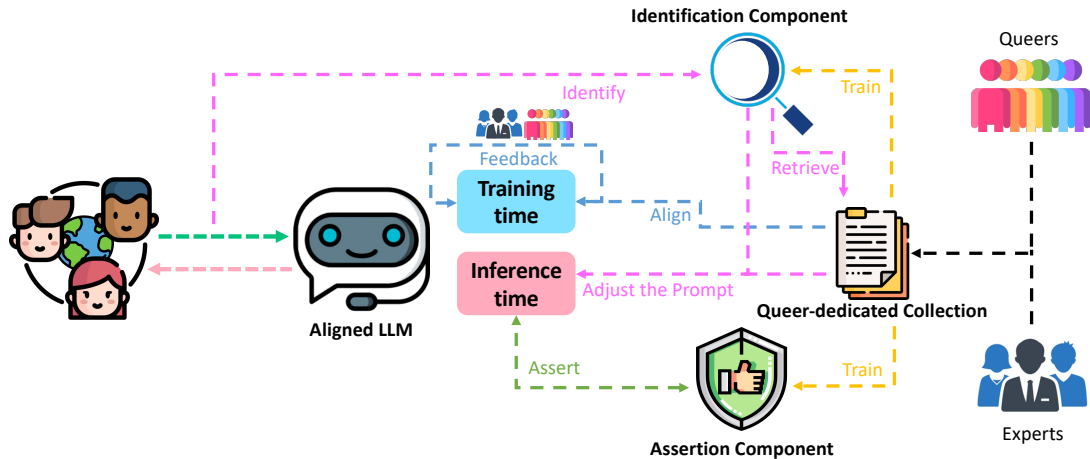 Identification Component
Queers
Identify
Train
Feedback
Retrieve
Training
time
Align
Inference
time
Adjust the Prompt
Queer-dedicated Collection
Aligned LLM
Assert
Train
Assertion Component
Experts